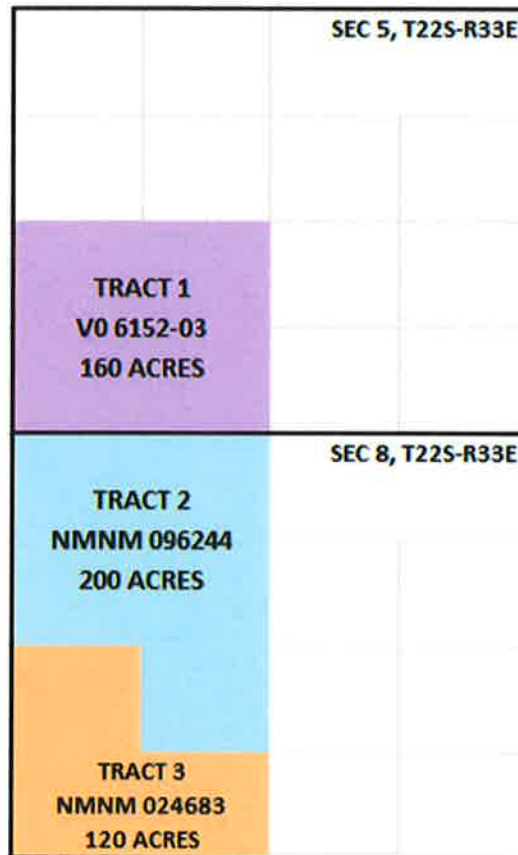 SEC 5, T22S-R33E
TRACT 1
V0 6152-03
160 ACRES
SEC 8, T22S-R33E
TRACT 2
NMNM 096244
200 ACRES
TRACT 3
NMNM 024683
120 ACRES